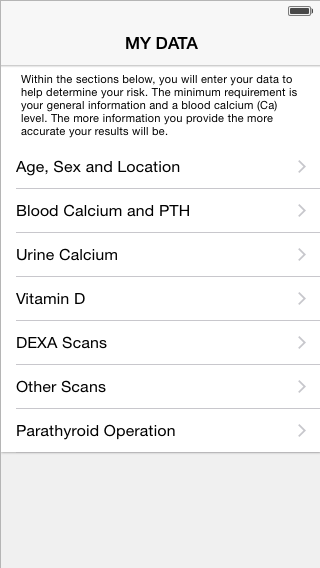 MY DATA
Within the sections below, you will enter your data to
help determine your risk. The minimum requirement is
your general information and a blood calcium (Ca)
level. The more information you provide the more
accurate your results will be.
Age, Sex and Location
Blood Calcium and PTH
Urine Calcium
Vitamin D
DEXA Scans
Other Scans
Parathyroid Operation